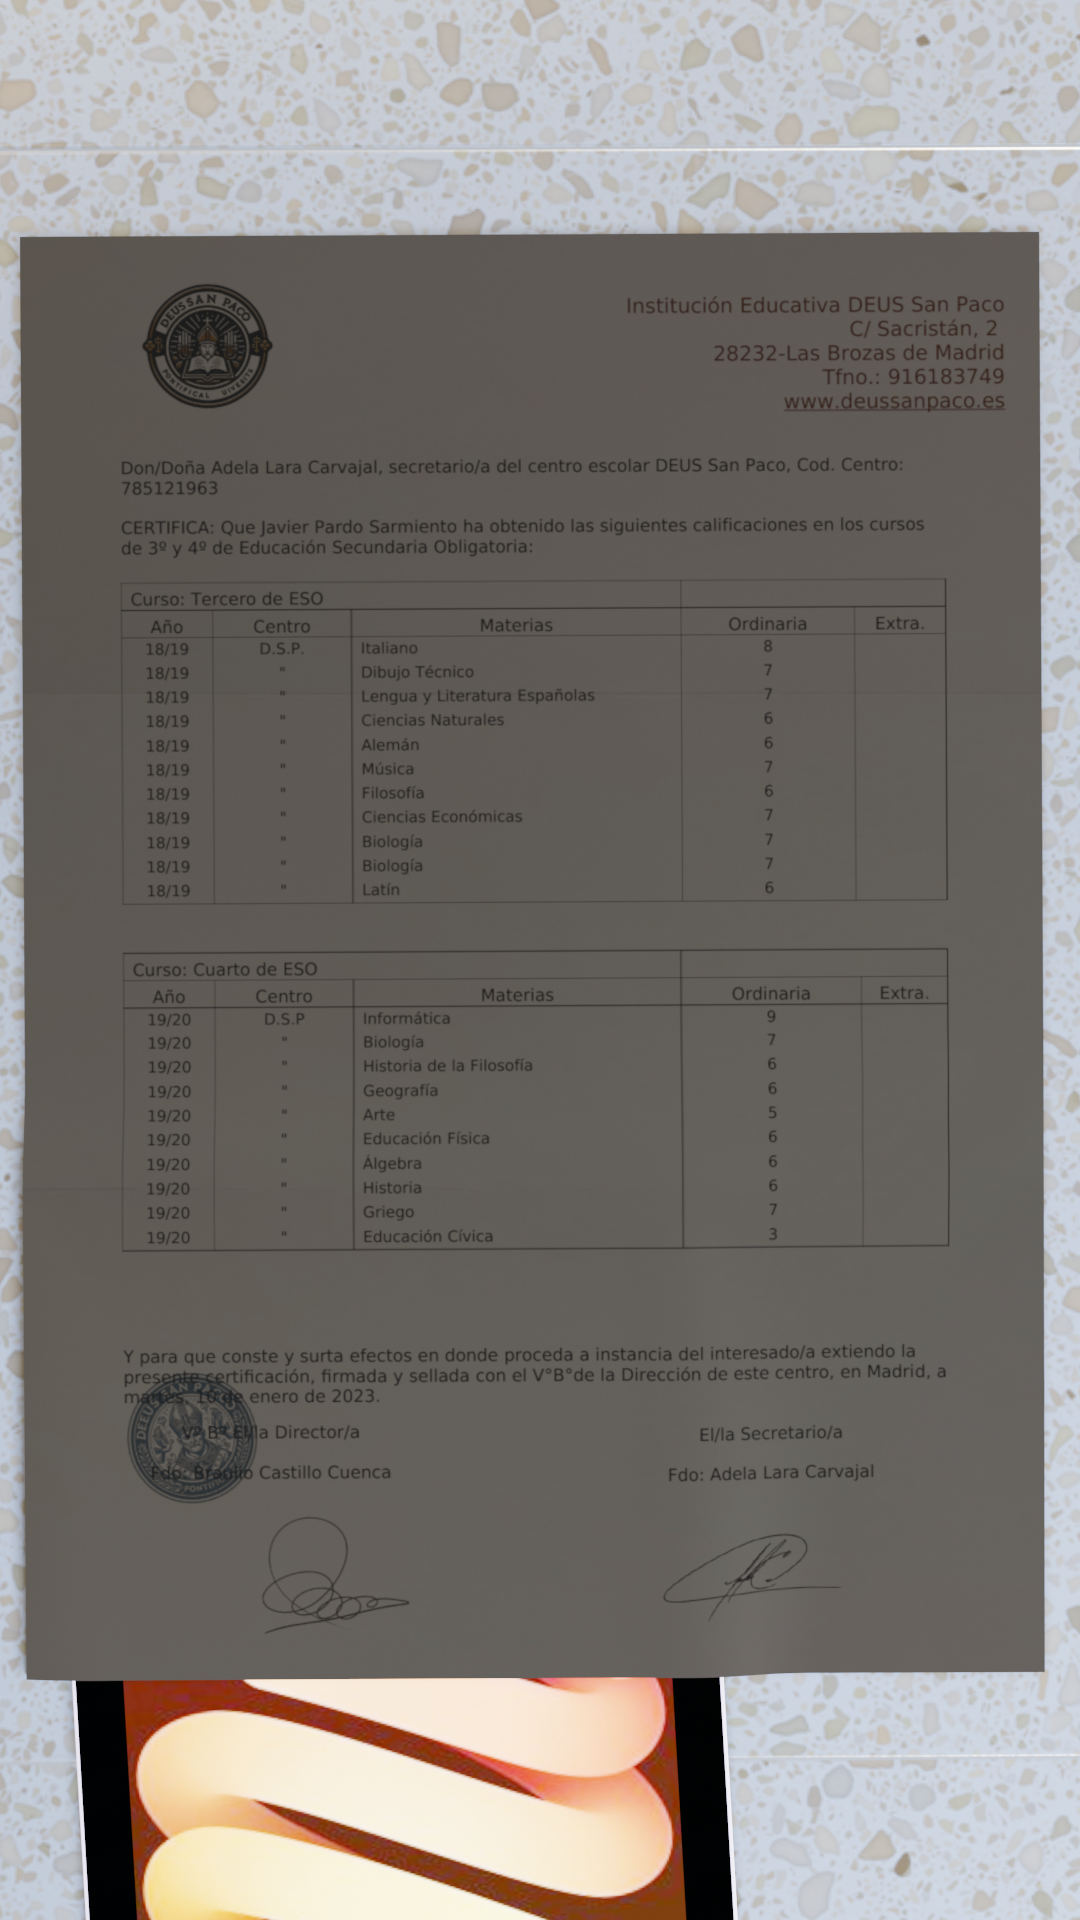 DEUS SAN PACO
PONTIFICAL
Institución Educativa DEUS San Paco
C/ Sacristán, 2
28232-Las Brozas de Madrid
Tfno.: 916183749
www.deussanpaco.es
Don/Doña Adela Lara Carvajal, secretario/a del centro escolar DEUS San Paco, Cod. Centro:
785121963
CERTIFICA: Que Javier Pardo Sarmiento ha obtenido las siguientes calificaciones en los cursos
de 3º y 4º de Educación Secundaria Obligatoria:
Curso: Tercero de ESO
Año Centro Materias Ordinaria Extra.
18/19 D.S.P. Italiano 8
18/19 " Dibujo Técnico 7
18/19 " Lengua y Literatura Españolas 7
18/19 " Ciencias Naturales 6
18/19 " Alemán 6
18/19 " Música 7
18/19 " Filosofía 6
18/19 " Ciencias Económicas 7
18/19 " Biología 7
18/19 " Biología 7
18/19 " Latín 6
Curso: Cuarto de ESO
Año Centro Materias Ordinaria Extra.
19/20 D.S.P Informática 9
19/20 " Biología 7
19/20 " Historia de la Filosofía 6
19/20 " Geografía 6
19/20 " Arte 5
19/20 " Educación Física 6
19/20 " Álgebra 6
19/20 " Historia 6
19/20 " Griego 7
19/20 " Educación Cívica 3
Y para que conste y surta efectos en donde proceda a instancia del interesado/a extiendo la
presente certificación, firmada y sellada con el V°B°de la Dirección de este centro, en Madrid, a
martes, 10 de enero de 2023.
Vº Bº El/la Director/a El/la Secretario/a
Fdo: Braulio Castillo Cuenca Fdo: Adela Lara Carvajal